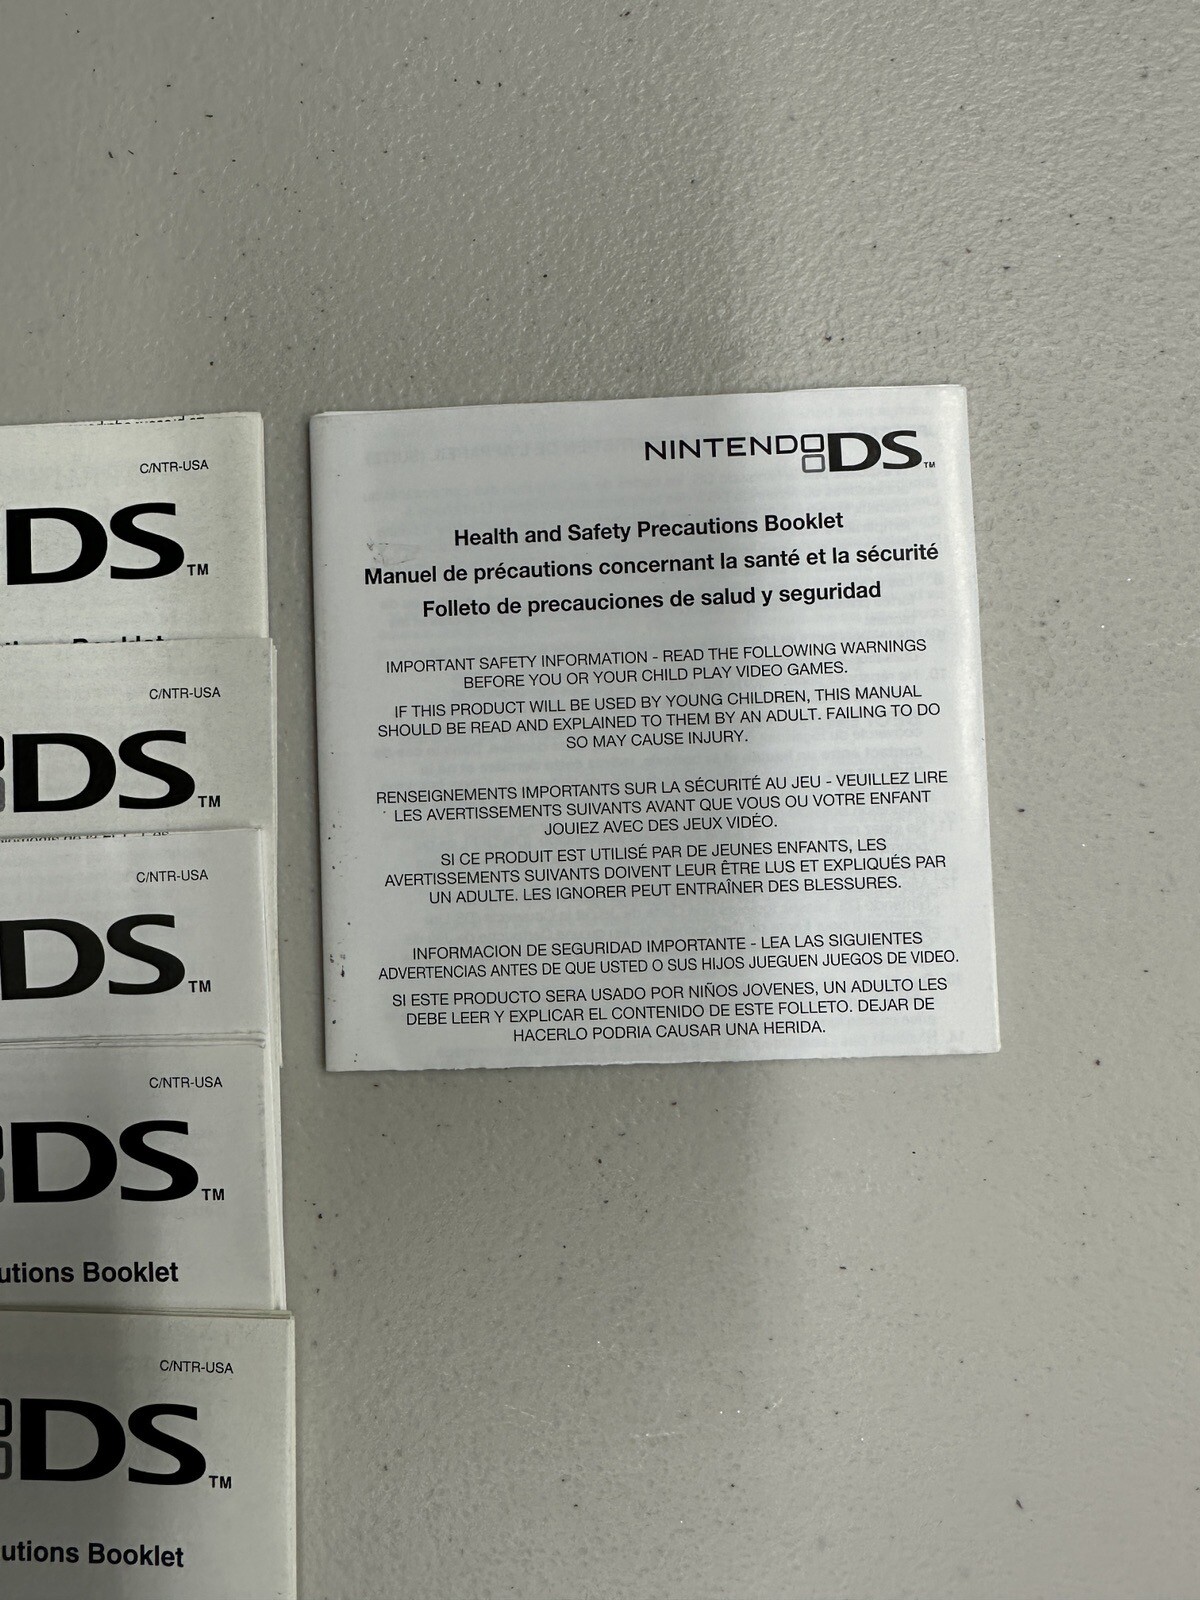 C/NTR-USA
DS™
Booklet
C/NTR-USA
DS™
C/NTR-USA
DS™
C/NTR-USA
DS™
utions Booklet
C/NTR-USA
DS™
utions Booklet
NINTENDO DS™
Health and Safety Precautions Booklet
Manuel de précautions concernant la santé et la sécurité
Folleto de precauciones de salud y seguridad
IMPORTANT SAFETY INFORMATION - READ THE FOLLOWING WARNINGS
BEFORE YOU OR YOUR CHILD PLAY VIDEO GAMES.
IF THIS PRODUCT WILL BE USED BY YOUNG CHILDREN, THIS MANUAL
SHOULD BE READ AND EXPLAINED TO THEM BY AN ADULT. FAILING TO DO
SO MAY CAUSE INJURY.
RENSEIGNEMENTS IMPORTANTS SUR LA SÉCURITÉ AU JEU - VEUILLEZ LIRE
LES AVERTISSEMENTS SUIVANTS AVANT QUE VOUS OU VOTRE ENFANT
JOUIEZ AVEC DES JEUX VIDÉO.
SI CE PRODUIT EST UTILISÉ PAR DE JEUNES ENFANTS, LES
AVERTISSEMENTS SUIVANTS DOIVENT LEUR ÊTRE LUS ET EXPLIQUÉS PAR
UN ADULTE. LES IGNORER PEUT ENTRAÎNER DES BLESSURES.
INFORMACION DE SEGURIDAD IMPORTANTE - LEA LAS SIGUIENTES
ADVERTENCIAS ANTES DE QUE USTED O SUS HIJOS JUEGUEN JUEGOS DE VIDEO.
SI ESTE PRODUCTO SERA USADO POR NIÑOS JOVENES, UN ADULTO LES
DEBE LEER Y EXPLICAR EL CONTENIDO DE ESTE FOLLETO. DEJAR DE
HACERLO PODRIA CAUSAR UNA HERIDA.